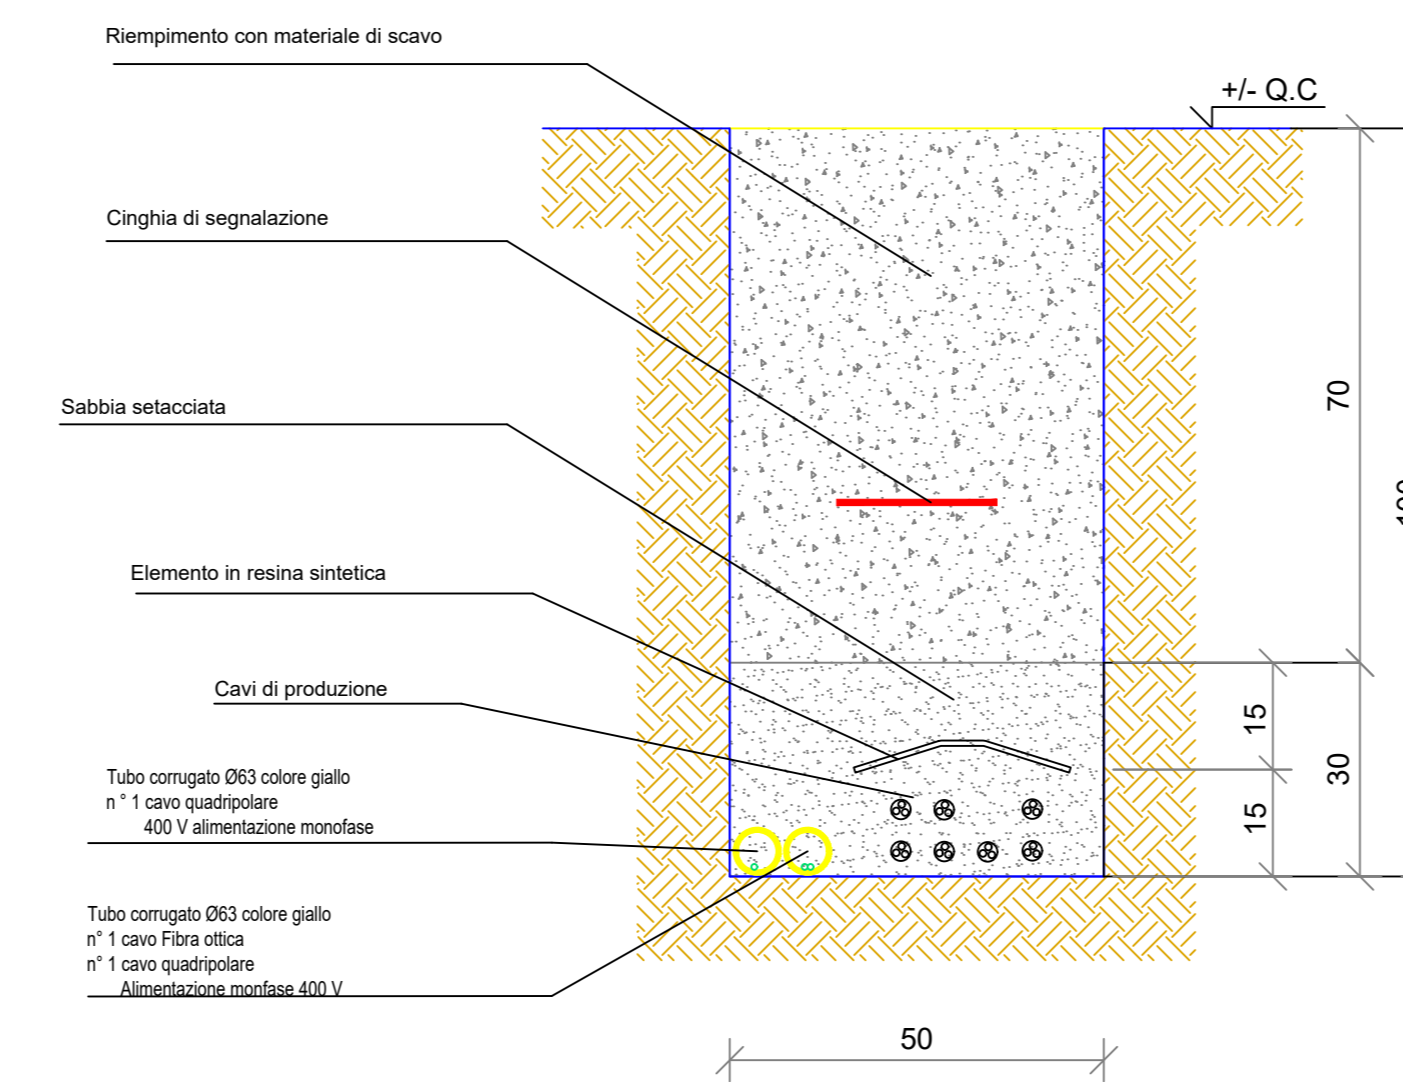 Riempimento con materiale di scavo
+/- Q.C
Cinghia di segnalazione
70
Sabbia setacciata
Elemento in resina sintetica
Cavi di produzione
15
30
15
Tubo corrugato Ø63 colore giallo
n ° 1 cavo quadripolare
400 V alimentazione monofase
Tubo corrugato Ø63 colore giallo
n° 1 cavo Fibra ottica
n° 1 cavo quadripolare
Alimentazione monfase 400 V
50